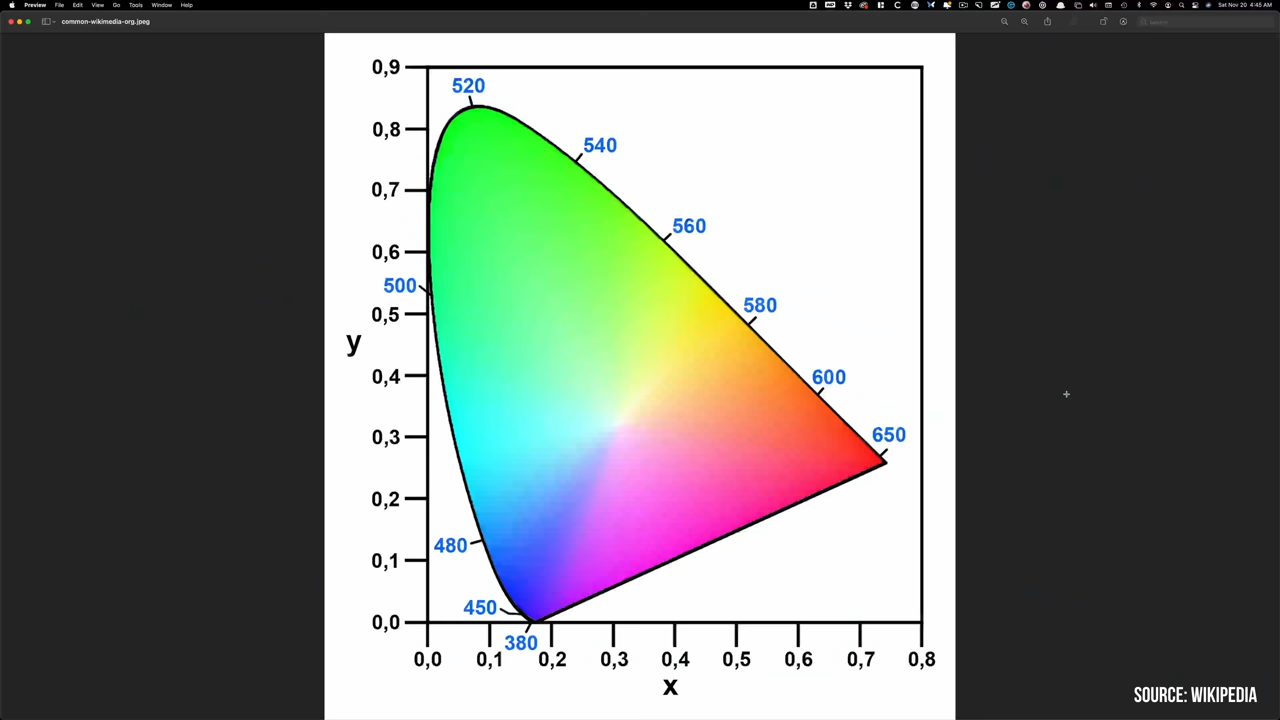 Preview File Edit View Go Tools Window Help
Sat Nov 20 4:45 AM
common-wikimedia-org.jpeg
Search
0,9
520
0,8
540
0,7
560
0,6
500
580
0,5
y
0,4
600
0,3
650
0,2
480
0,1
450
0,0
380
0,0 0,1 0,2 0,3 0,4 0,5 0,6 0,7 0,8
x
SOURCE: WIKIPEDIA